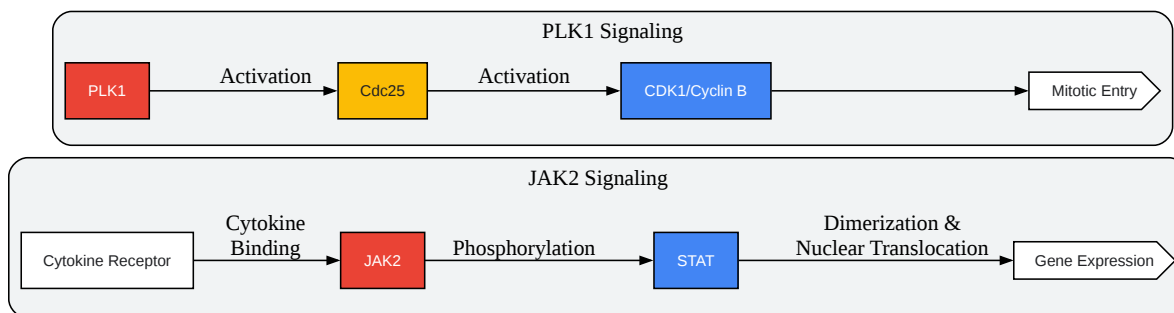 PLK1 Signaling
PLK1
Activation
Cdc25
Activation
CDK1/Cyclin B
Mitotic Entry
JAK2 Signaling
Cytokine Receptor
Cytokine
Binding
JAK2
Phosphorylation
STAT
Dimerization &
Nuclear Translocation
Gene Expression